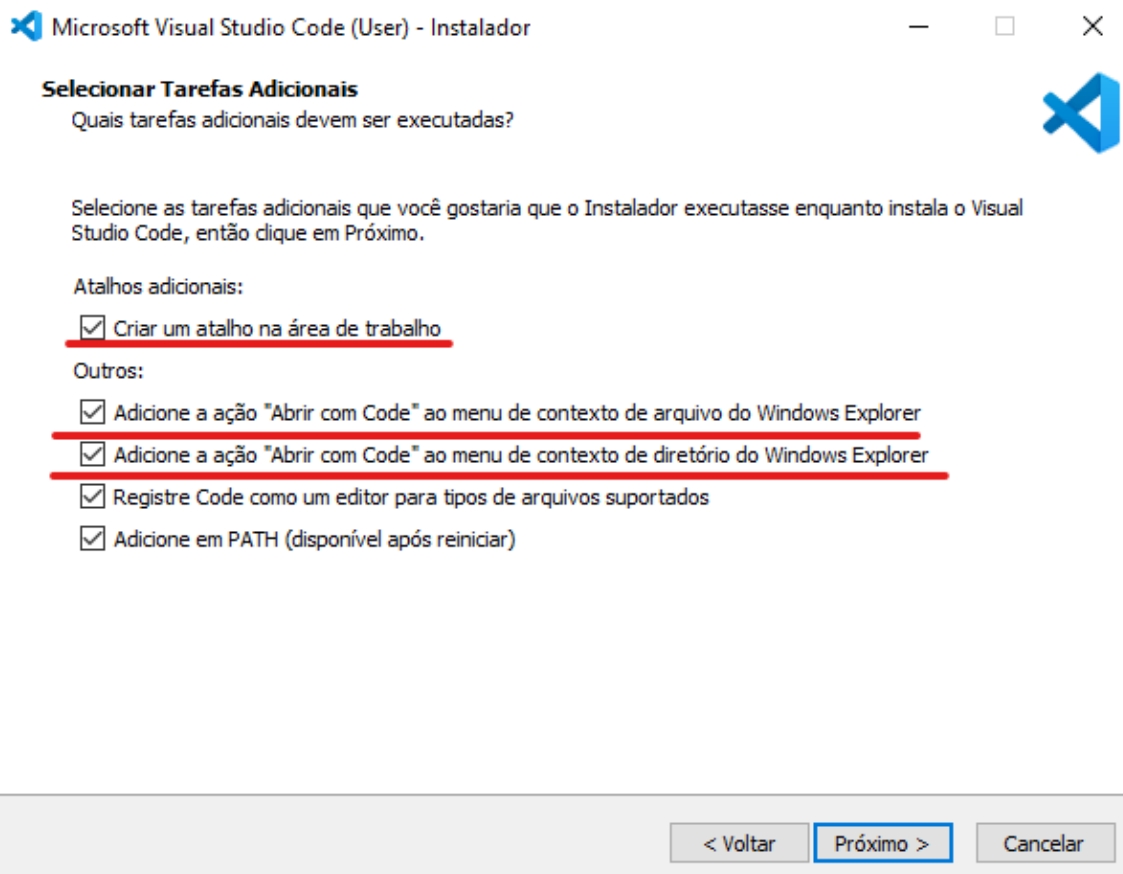 Microsoft Visual Studio Code (User) - Instalador
Selecionar Tarefas Adicionais
Quais tarefas adicionais devem ser executadas?
Selecione as tarefas adicionais que você gostaria que o Instalador executasse enquanto instala o Visual
Studio Code, então clique em Próximo.
Atalhos adicionais:
Criar um atalho na área de trabalho
Outros:
Adicione a ação "Abrir com Code" ao menu de contexto de arquivo do Windows Explorer
Adicione a ação "Abrir com Code" ao menu de contexto de diretório do Windows Explorer
Registre Code como um editor para tipos de arquivos suportados
Adicione em PATH (disponível após reiniciar)
< Voltar Próximo > Cancelar